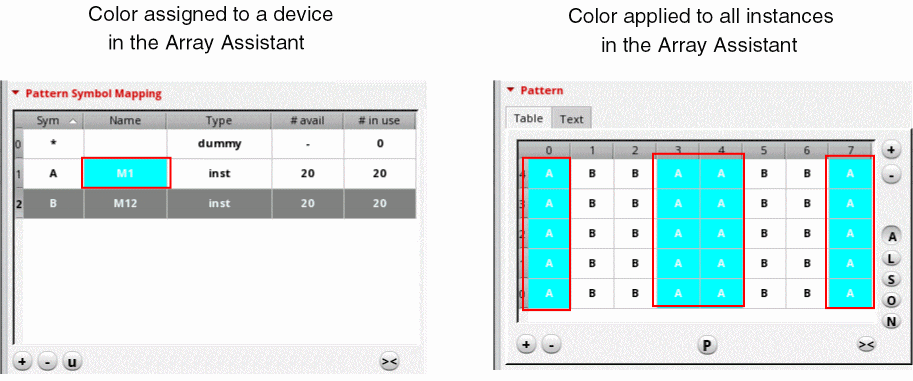 Color assigned to a device
in the Array Assistant
Pattern Symbol Mapping
Sym Name Type # avail # in use
0 * dummy - 0
1 A M1 inst 20 20
2 B M12 inst 20 20
+ - u ><
Color applied to all instances
in the Array Assistant
Pattern
Table Text
0 1 2 3 4 5 6 7
4 A B B A A B B A
3 A B B A A B B A
2 A B B A A B B A
1 A B B A A B B A
0 A B B A A B B A
+
-
A
L
S
O
N
+ - P ><